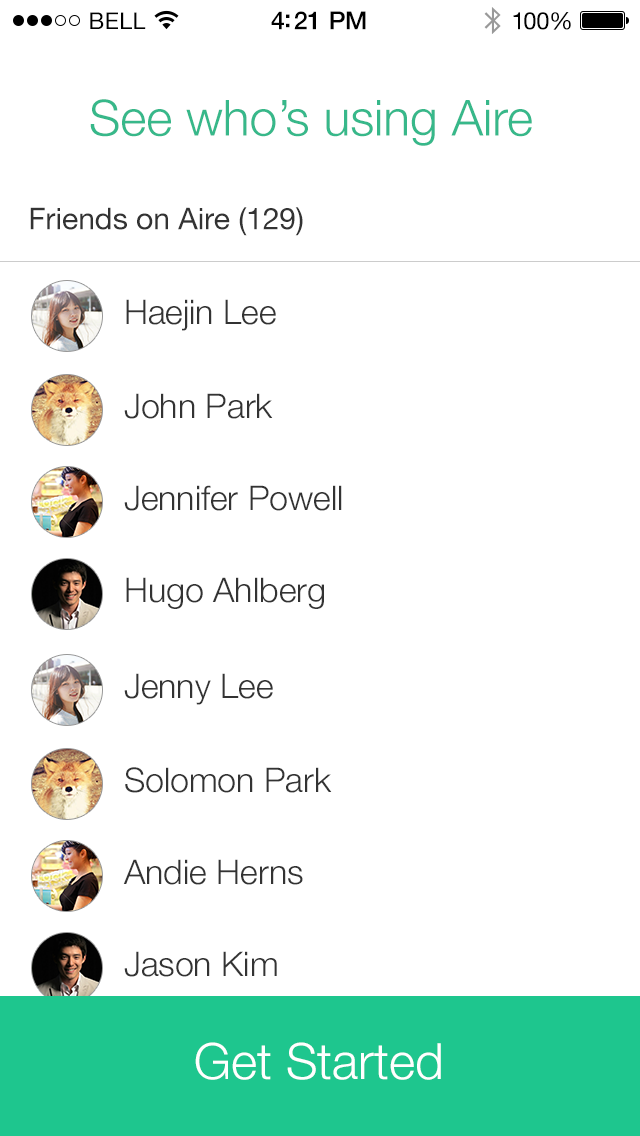 BELL 4:21 PM 100%
See who’s using Aire
Friends on Aire (129)
Haejin Lee
John Park
Jennifer Powell
Hugo Ahlberg
Jenny Lee
Solomon Park
Andie Herns
Jason Kim
Get Started